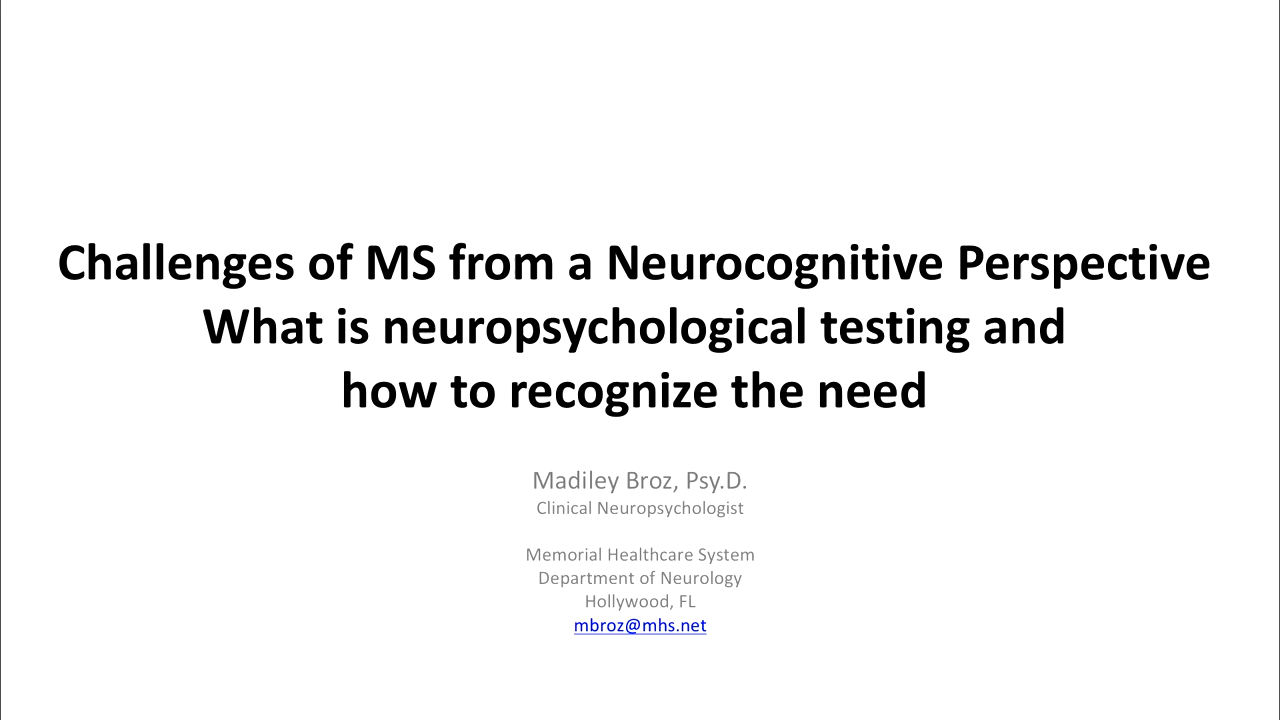 Challenges of MS from a Neurocognitive Perspective
What is neuropsychological testing and
how to recognize the need
Madiley Broz, Psy.D.
Clinical Neuropsychologist
Memorial Healthcare System
Department of Neurology
Hollywood, FL
mbroz@mhs.net